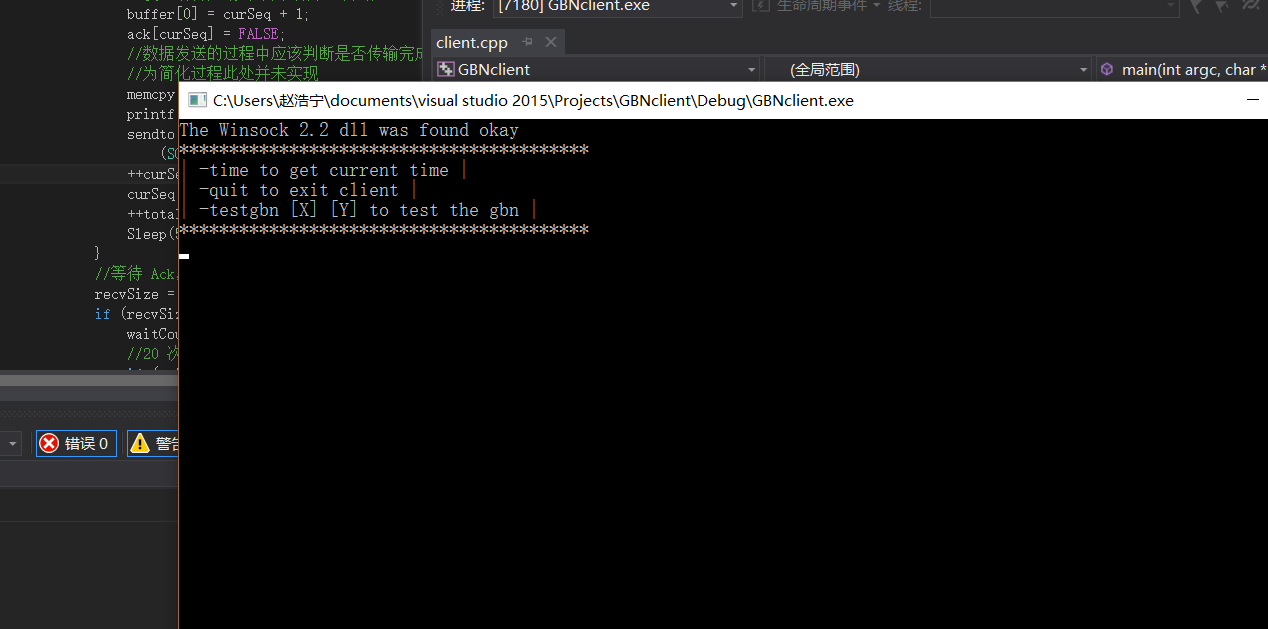 buffer[0] = curSeq + 1;
ack[curSeq] = FALSE;
//数据发送的过程中应该判断是否传输完成
//为简化过程此处并未实现
memcpy
printf
sendto
++curSe
curSeq
++total
Sleep(5
}
//等待 Ack
recvSize =
if (recvSiz
waitCou
//20 次
错误 0
警告
进程: [7180] GBNclient.exe 生命周期事件 线程:
client.cpp
GBNclient (全局范围) main(int argc, char *
C:\Users\赵浩宁\documents\visual studio 2015\Projects\GBNclient\Debug\GBNclient.exe
The Winsock 2.2 dll was found okay
*****************************************
| -time to get current time |
| -quit to exit client |
| -testgbn [X] [Y] to test the gbn |
*****************************************